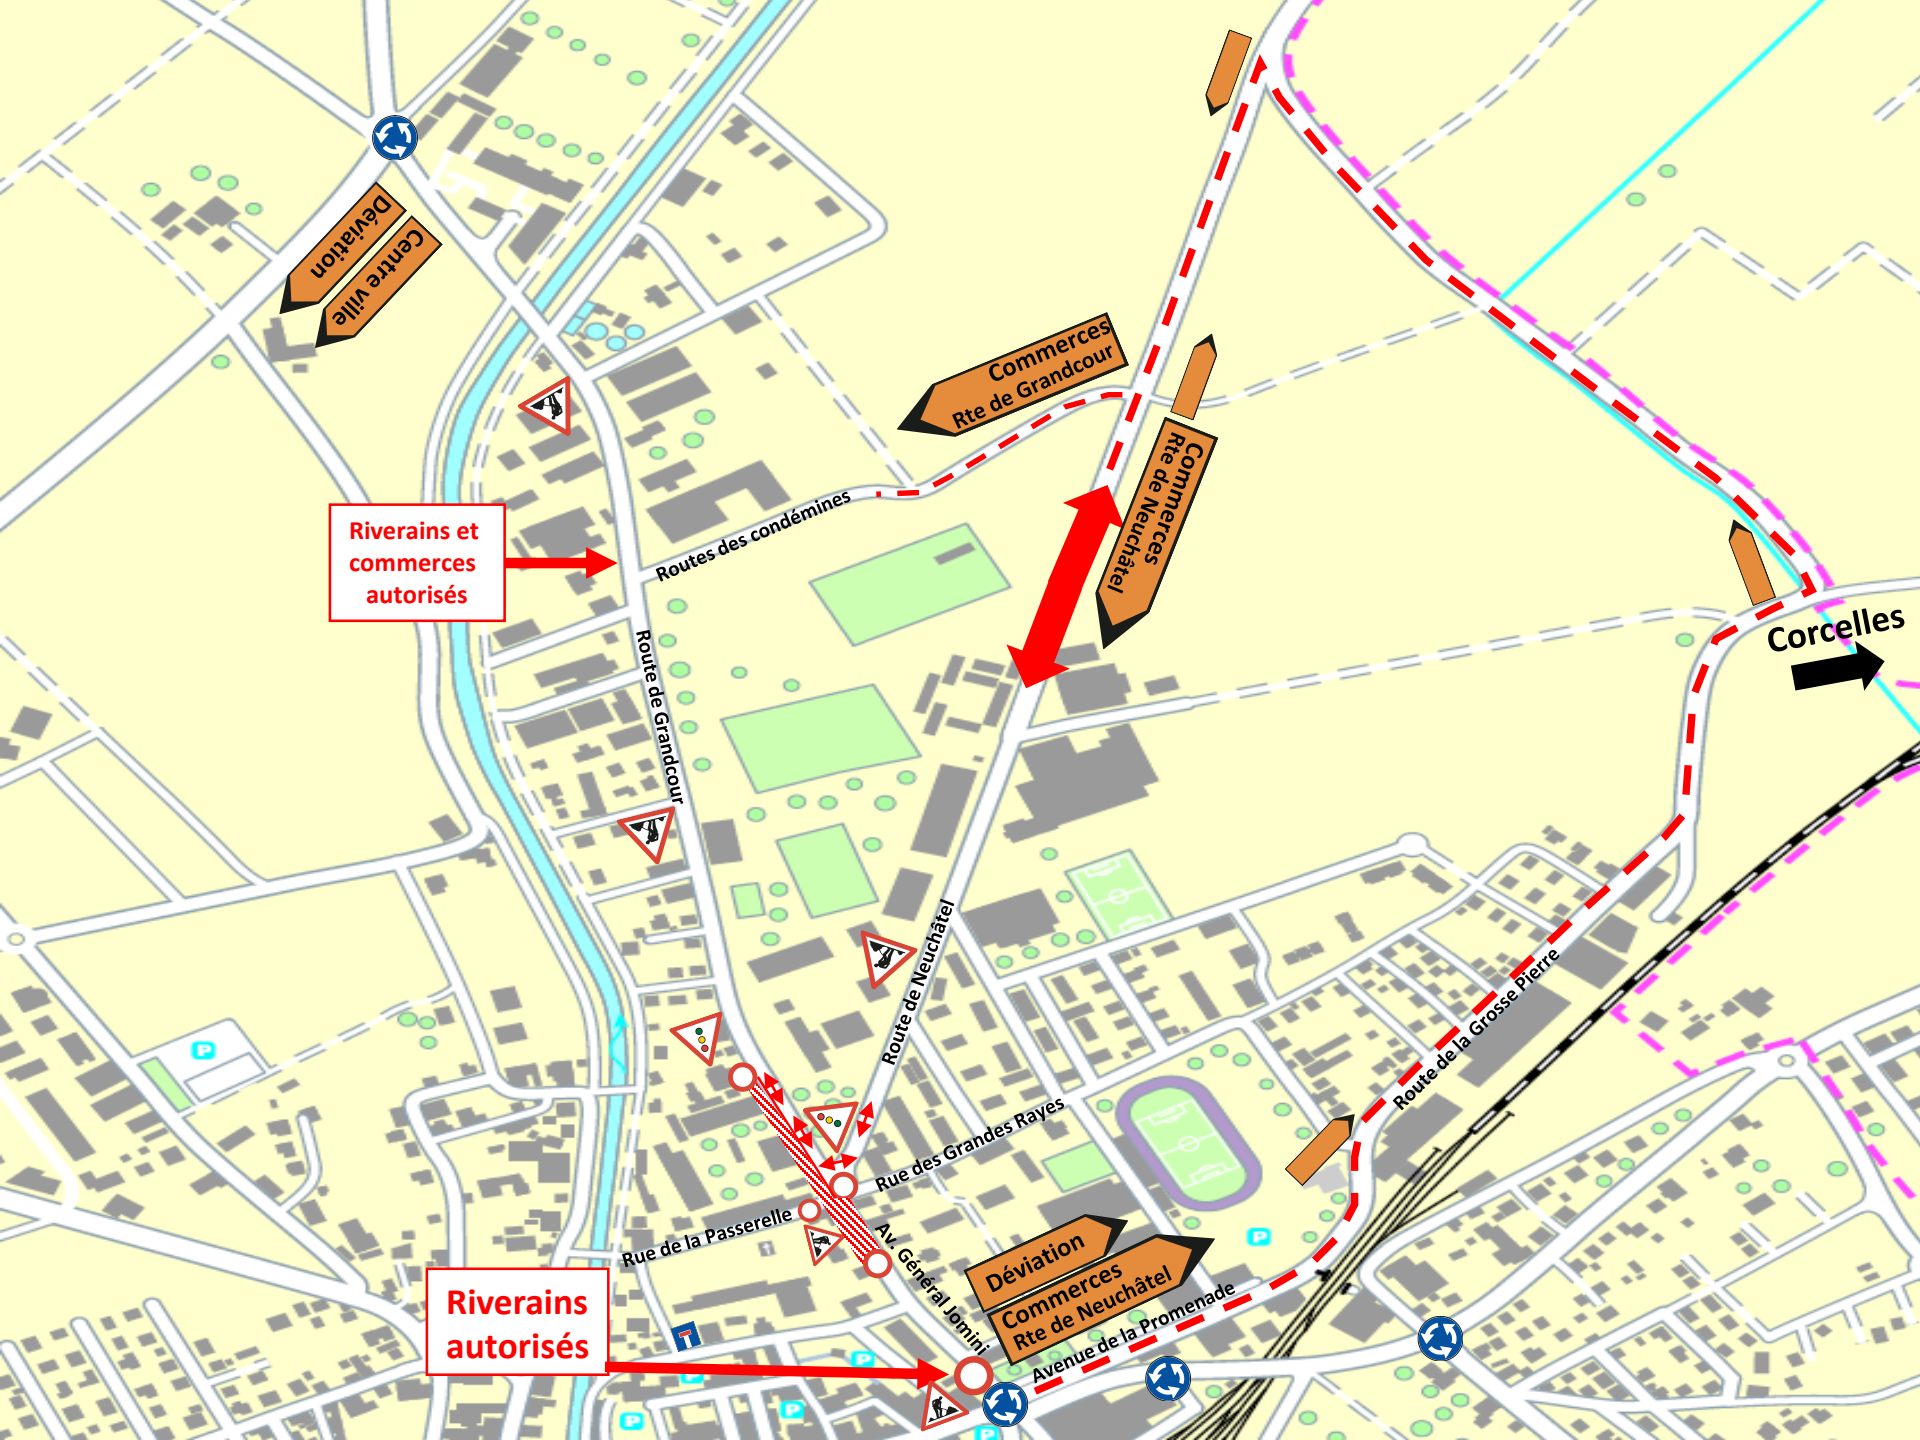 Déviation
Centre ville
Commerces
Rte de Grandcour
Commerces
Rte de Neuchâtel
Riverains et
commerces
autorisés
Routes des condémines
Route de Grandcour
Corcelles
Route de Neuchâtel
Route de la Grosse Pierre
Rue des Grandes Rayes
Rue de la Passerelle
Av. Général Jomini
Déviation
Commerces
Rte de Neuchâtel
Avenue de la Promenade
Riverains
autorisés
P
P
P
P
P
P
P